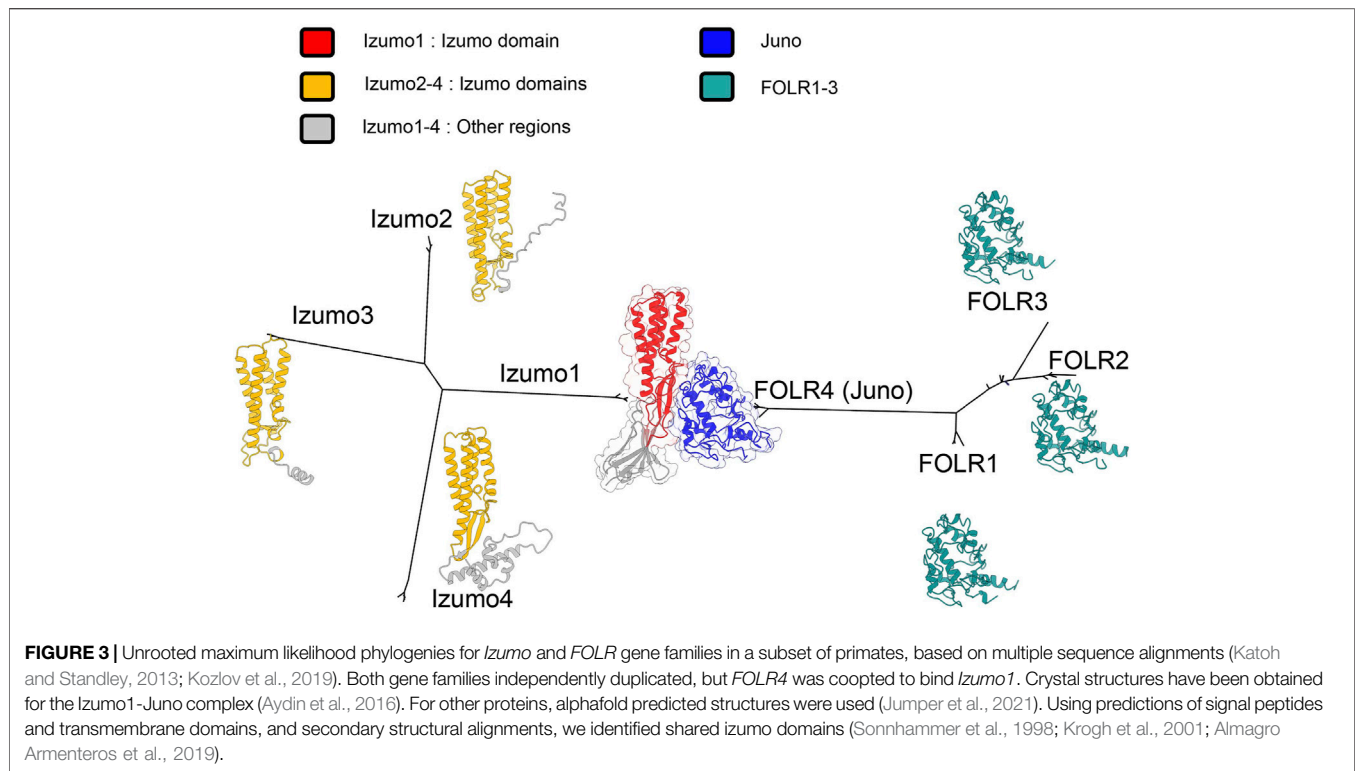 Izumo1 : Izumo domain
Juno
Izumo2-4 : Izumo domains
FOLR1-3
Izumo1-4 : Other regions
Izumo2
Izumo3
FOLR3
FOLR2
Izumo1
FOLR4 (Juno)
FOLR1
Izumo4
FIGURE 3 | Unrooted maximum likelihood phylogenies for Izumo and FOLR gene families in a subset of primates, based on multiple sequence alignments (Katoh
and Standley, 2013; Kozlov et al., 2019). Both gene families independently duplicated, but FOLR4 was coopted to bind Izumo1. Crystal structures have been obtained
for the Izumo1-Juno complex (Aydin et al., 2016). For other proteins, alphafold predicted structures were used (Jumper et al., 2021). Using predictions of signal peptides
and transmembrane domains, and secondary structural alignments, we identified shared izumo domains (Sonnhammer et al., 1998; Krogh et al., 2001; Almagro
Armenteros et al., 2019).